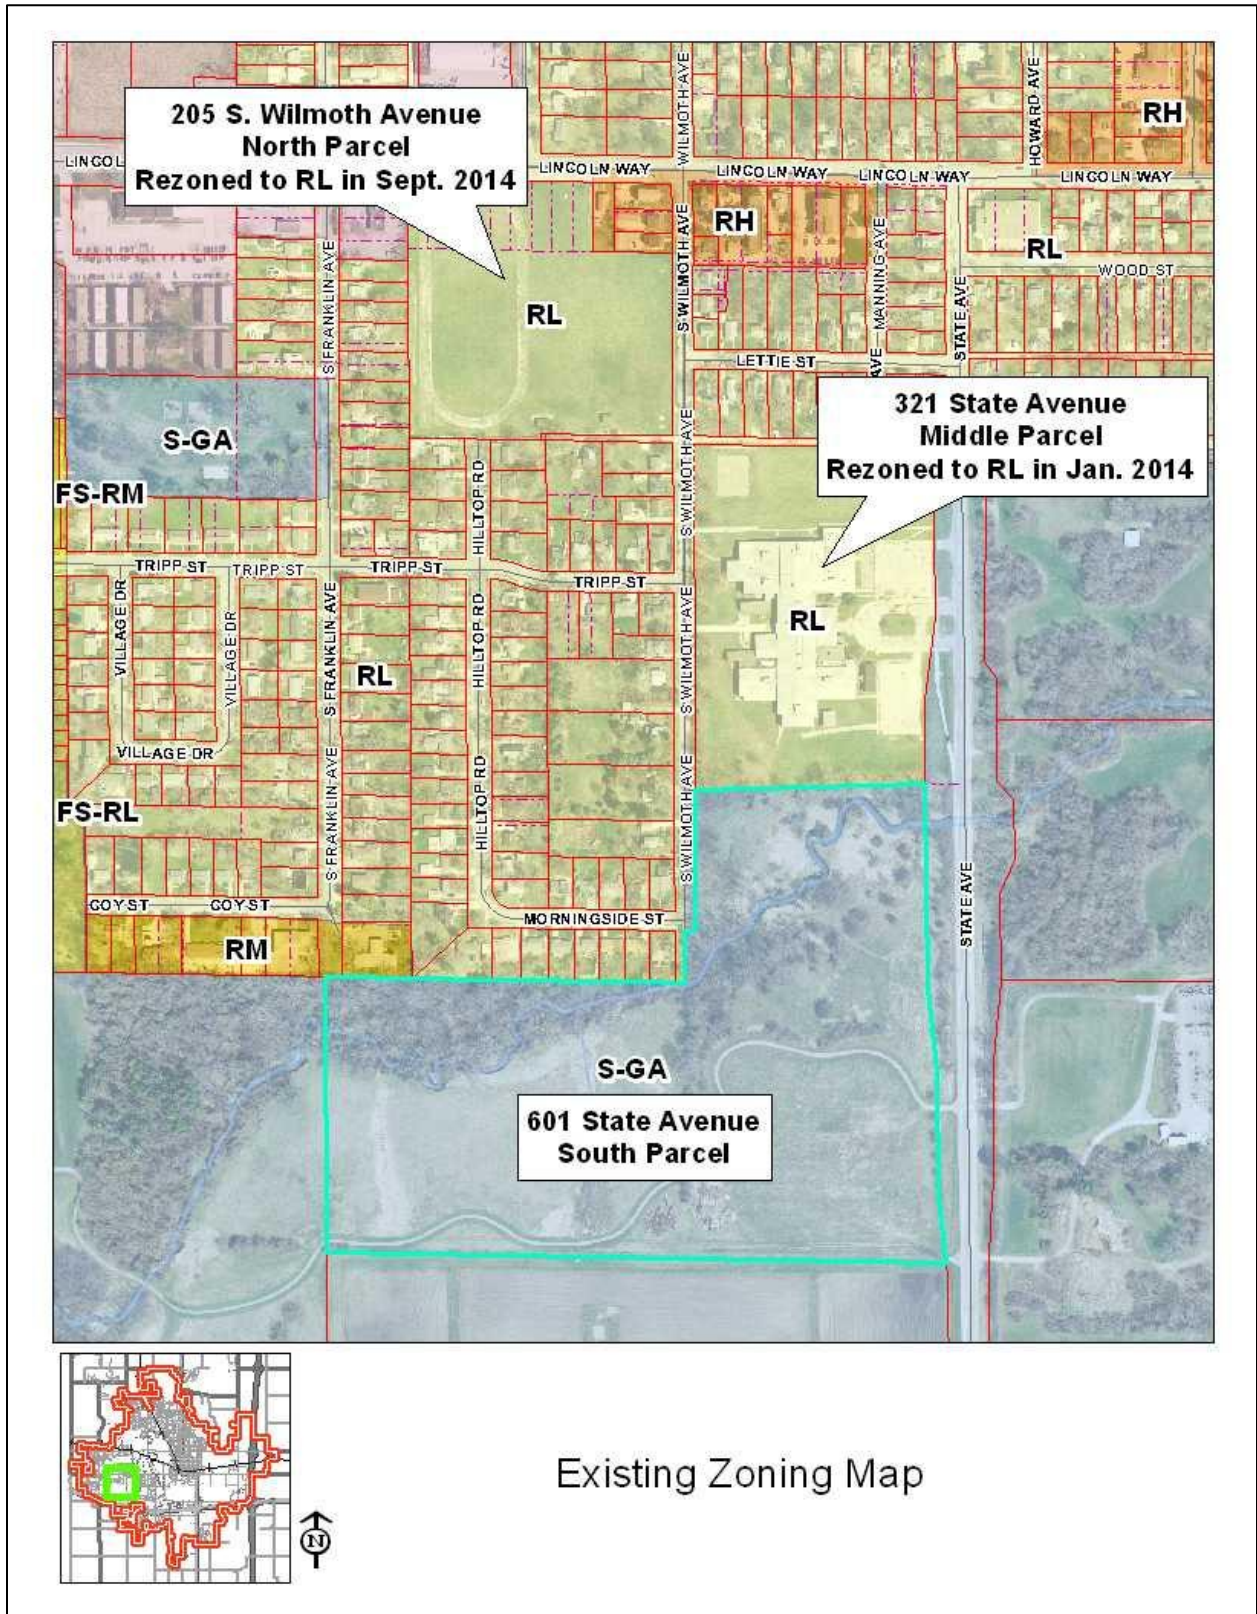 WILMOTH AVE
HOWARD AVE
RH
205 S. Wilmoth Avenue
North Parcel
Rezoned to RL in Sept. 2014
LINCOLN WAY
LINCOLN WAY
LINCOLN WAY
LINCOLN WAY
RH
RL
WOOD ST
S FRANKLIN AVE
S WILMOTH AVE
MANNING AVE
STATE AVE
RL
LETTIE ST
AVE
321 State Avenue
Middle Parcel
Rezoned to RL in Jan. 2014
S-GA
FS-RM
HILLTOP RD
S WILMOTH AVE
TRIPP ST
TRIPP ST
TRIPP ST
TRIPP ST
VILLAGE DR
VILLAGE DR
S FRANKLIN AVE
HILLTOP RD
S WILMOTH AVE
RL
RL
VILLAGE DR
FS-RL
S FRANKLIN AVE
HILLTOP RD
S WILMOTH AVE
COY ST
COY ST
MORNINGSIDE ST
STATE AVE
RM
S-GA
601 State Avenue
South Parcel
Existing Zoning Map
N